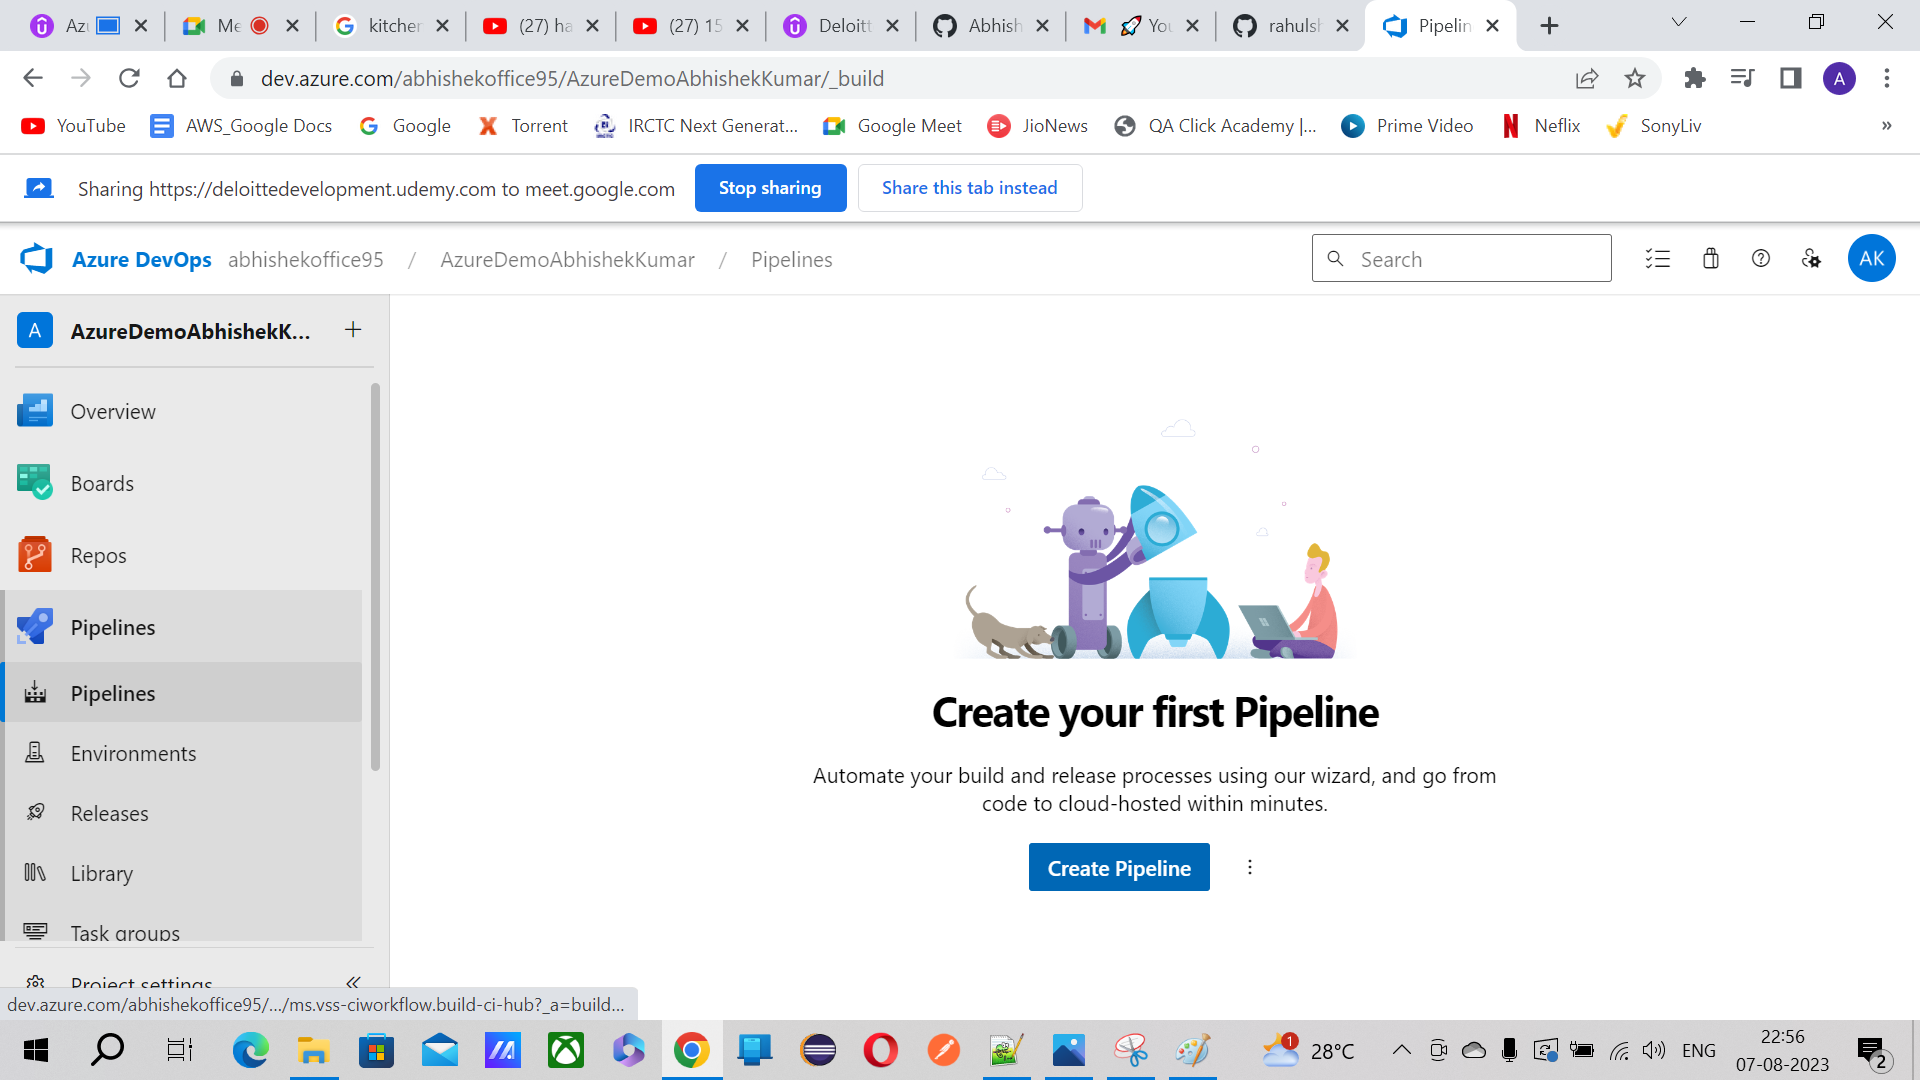 Az
Me
kitcher
(27) ha
(27) 15
Deloitt
Abhish
You
rahulsh
Pipelin
dev.azure.com/abhishekoffice95/AzureDemoAbhishekKumar/_build
A
YouTube
AWS_Google Docs
Google
Torrent
IRCTC Next Generat...
Google Meet
JioNews
QA Click Academy |...
Prime Video
Neflix
SonyLiv
»
Sharing https://deloittedevelopment.udemy.com to meet.google.com
Stop sharing
Share this tab instead
Azure DevOps
abhishekoffice95 / AzureDemoAbhishekKumar / Pipelines
Search
AK
A
AzureDemoAbhishekK...
+
Overview
Boards
Repos
Pipelines
Pipelines
Environments
Releases
Library
Task groups
Project settings
Create your first Pipeline
Automate your build and release processes using our wizard, and go from
code to cloud-hosted within minutes.
Create Pipeline
dev.azure.com/abhishekoffice95/.../ms.vss-ciworkflow.build-ci-hub?_a=build...
1
28°C
ENG
22:56
07-08-2023
2